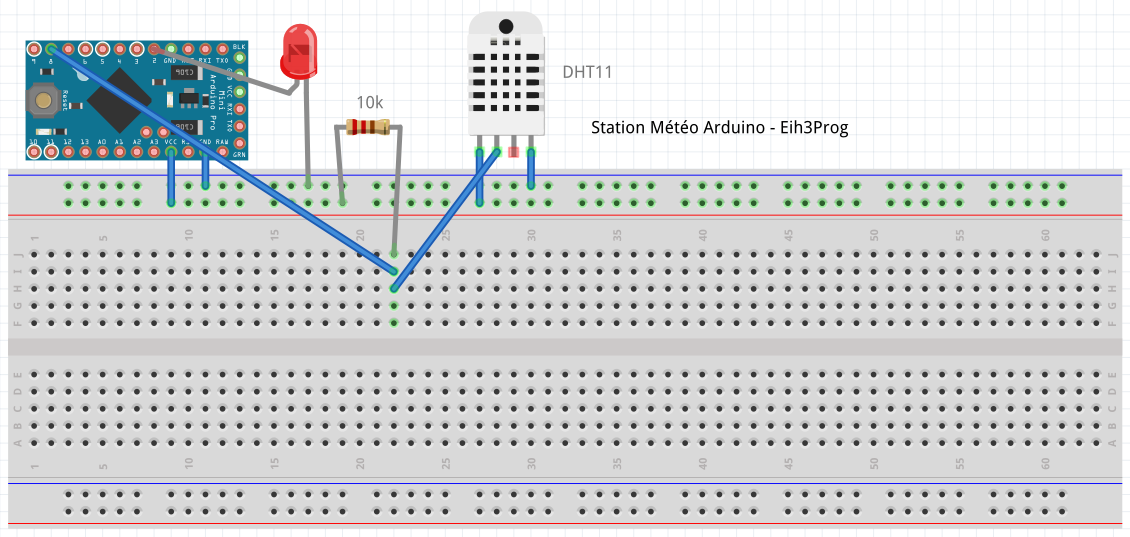 BLK
9 8 7 6 5 4 3 2 GND RST RXI TXO
GND
VCC
RXI
TXO
GRN
Reset
Arduino Pro
Mini
10 11 12 13 A0 A1 A2 A3 VCC RST GND RAW
10k
DHT11
Station Météo Arduino - Eih3Prog
1 5 10 15 20 25 30 35 40 45 50 55 60
J J
I I
H H
G G
F F
E E
D D
C C
B B
A A
1 5 10 15 20 25 30 35 40 45 50 55 60